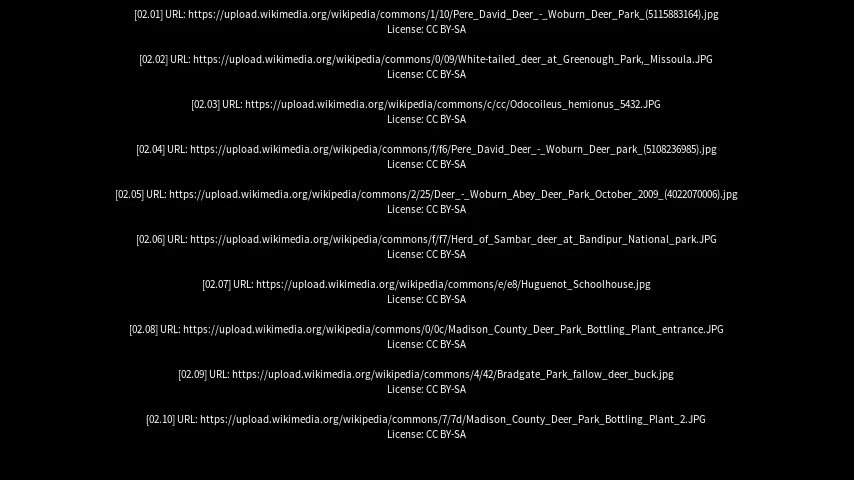 [02.01] URL: https://upload.wikimedia.org/wikipedia/commons/1/10/Pere_David_Deer_-_Woburn_Deer_Park_(5115883164).jpg
License: CC BY-SA
[02.02] URL: https://upload.wikimedia.org/wikipedia/commons/0/09/White-tailed_deer_at_Greenough_Park,_Missoula.JPG
License: CC BY-SA
[02.03] URL: https://upload.wikimedia.org/wikipedia/commons/c/cc/Odocoileus_hemionus_5432.JPG
License: CC BY-SA
[02.04] URL: https://upload.wikimedia.org/wikipedia/commons/f/f6/Pere_David_Deer_-_Woburn_Deer_park_(5108236985).jpg
License: CC BY-SA
[02.05] URL: https://upload.wikimedia.org/wikipedia/commons/2/25/Deer_-_Woburn_Abey_Deer_Park_October_2009_(4022070006).jpg
License: CC BY-SA
[02.06] URL: https://upload.wikimedia.org/wikipedia/commons/f/f7/Herd_of_Sambar_deer_at_Bandipur_National_park.JPG
License: CC BY-SA
[02.07] URL: https://upload.wikimedia.org/wikipedia/commons/e/e8/Huguenot_Schoolhouse.jpg
License: CC BY-SA
[02.08] URL: https://upload.wikimedia.org/wikipedia/commons/0/0c/Madison_County_Deer_Park_Bottling_Plant_entrance.JPG
License: CC BY-SA
[02.09] URL: https://upload.wikimedia.org/wikipedia/commons/4/42/Bradgate_Park_fallow_deer_buck.jpg
License: CC BY-SA
[02.10] URL: https://upload.wikimedia.org/wikipedia/commons/7/7d/Madison_County_Deer_Park_Bottling_Plant_2.JPG
License: CC BY-SA